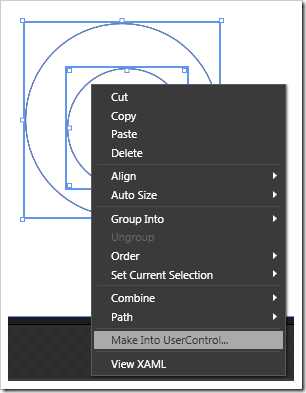 Cut
Copy
Paste
Delete
Align
Auto Size
Group Into
Ungroup
Order
Set Current Selection
Combine
Path
Make Into UserControl...
View XAML